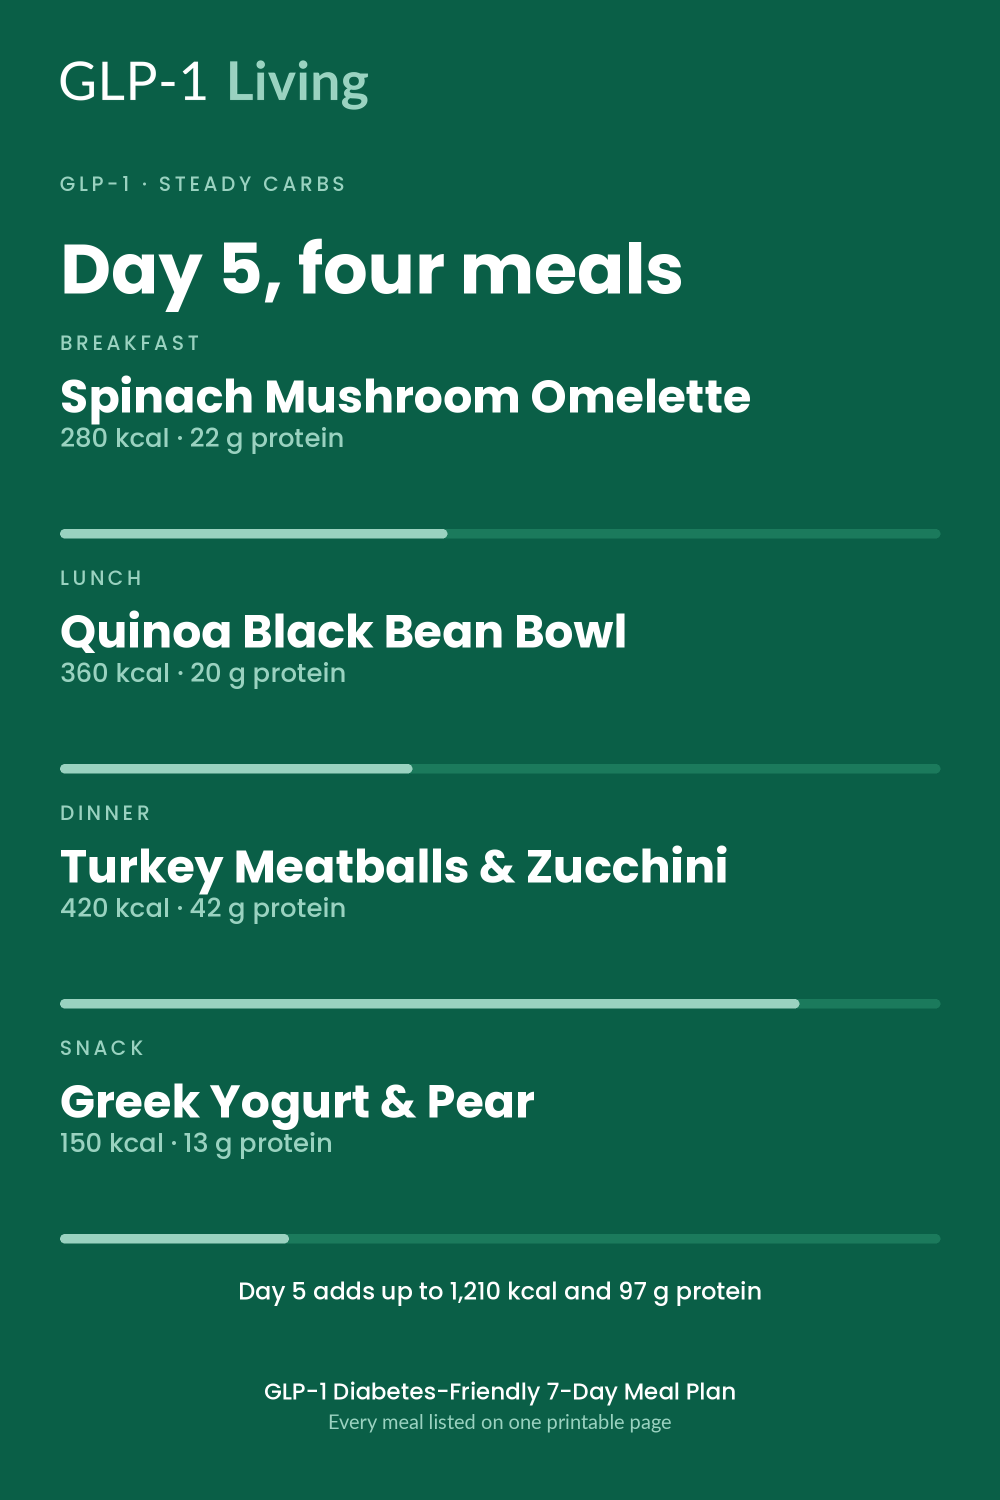 GLP-1 Living
GLP-1 · STEADY CARBS
Day 5, four meals
BREAKFAST
Spinach Mushroom Omelette
280 kcal · 22 g protein
LUNCH
Quinoa Black Bean Bowl
360 kcal · 20 g protein
DINNER
Turkey Meatballs & Zucchini
420 kcal · 42 g protein
SNACK
Greek Yogurt & Pear
150 kcal · 13 g protein
Day 5 adds up to 1,210 kcal and 97 g protein
GLP-1 Diabetes-Friendly 7-Day Meal Plan
Every meal listed on one printable page